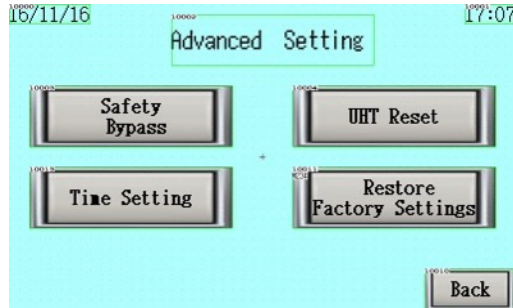 16/11/16
17:07
Advanced Setting
Safety
Bypass
UHT Reset
Time Setting
Restore
Factory Settings
Back